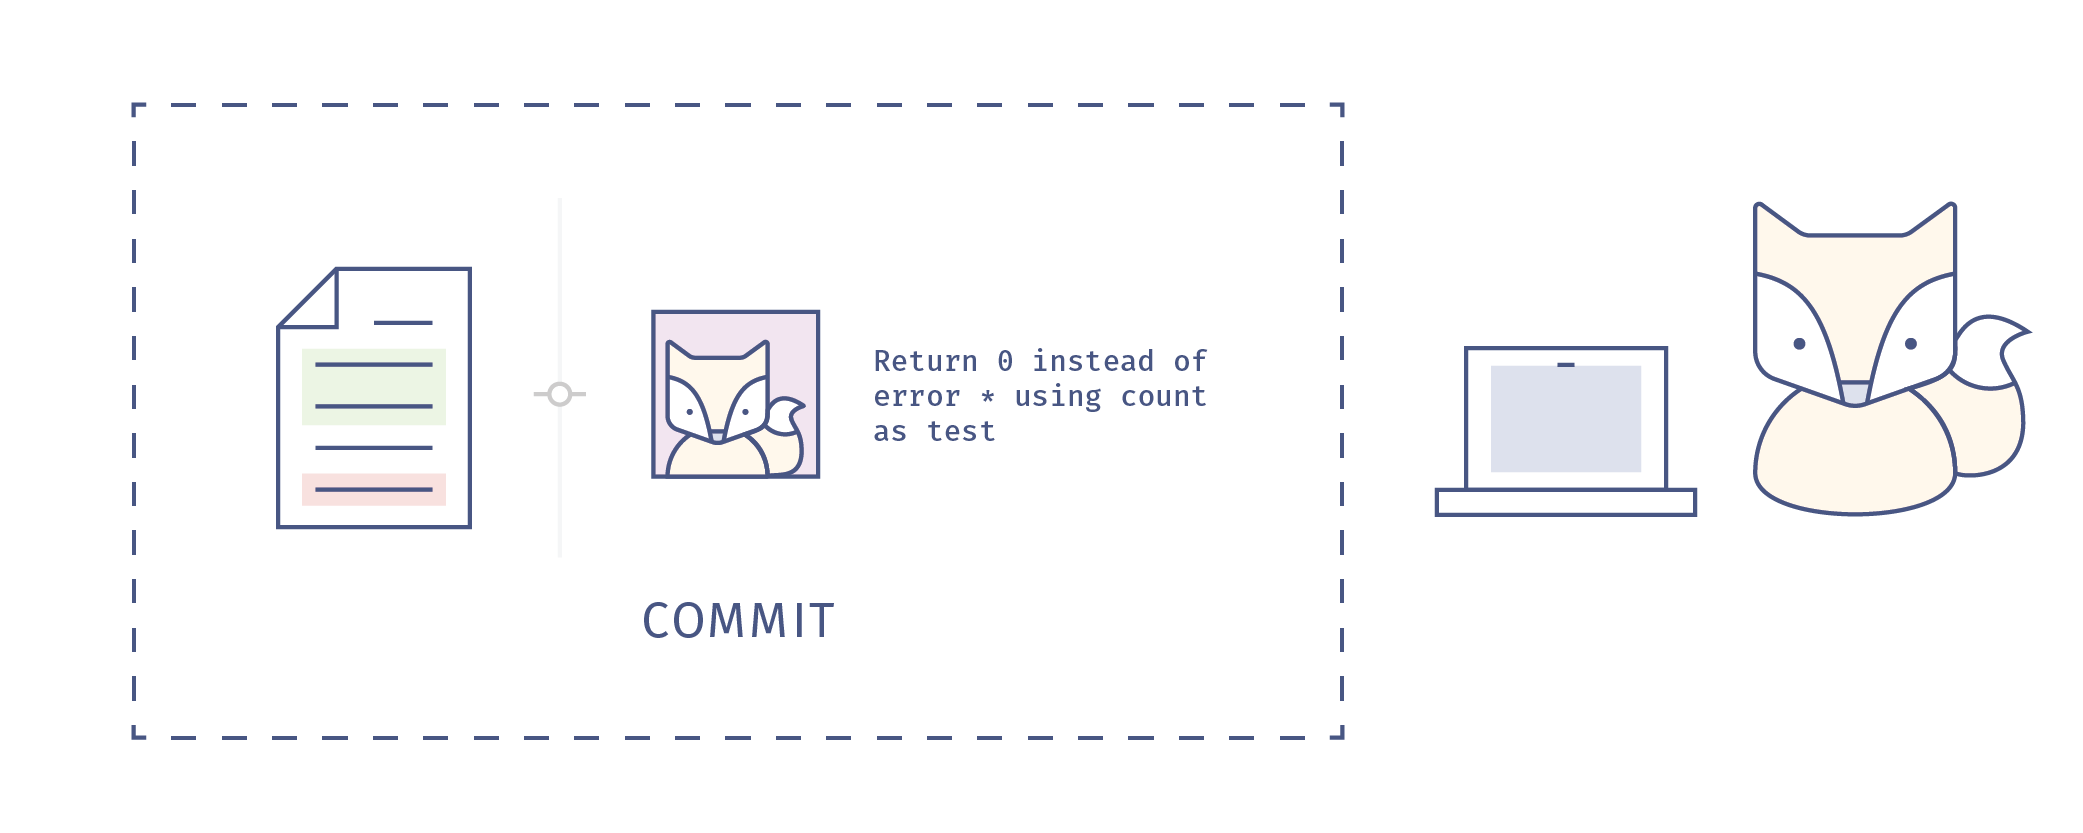 Return 0 instead of
error * using count
as test
COMMIT